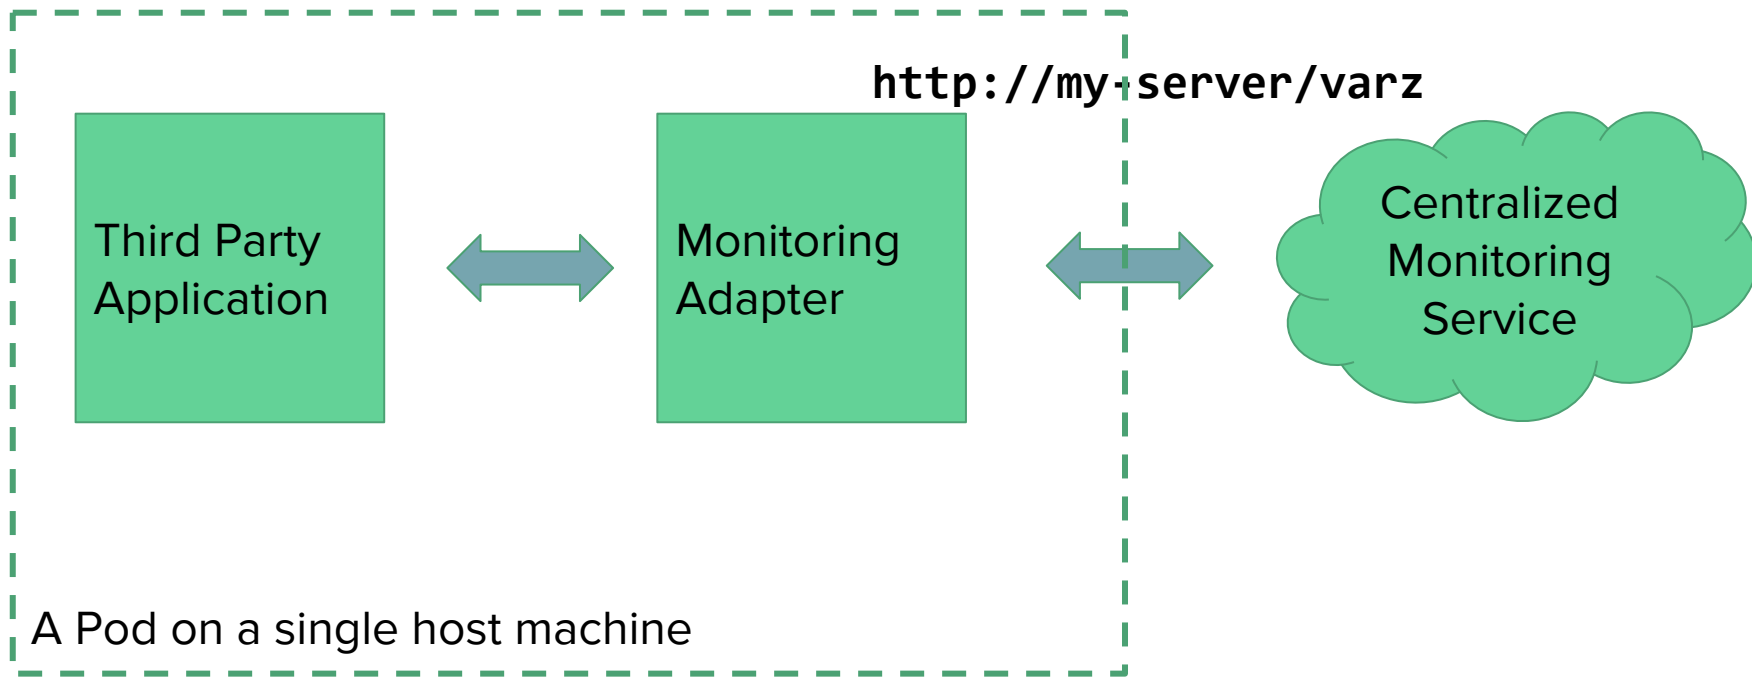 http://my-server/varz
Third Party
Application
Monitoring
Adapter
Centralized
Monitoring
Service
A Pod on a single host machine